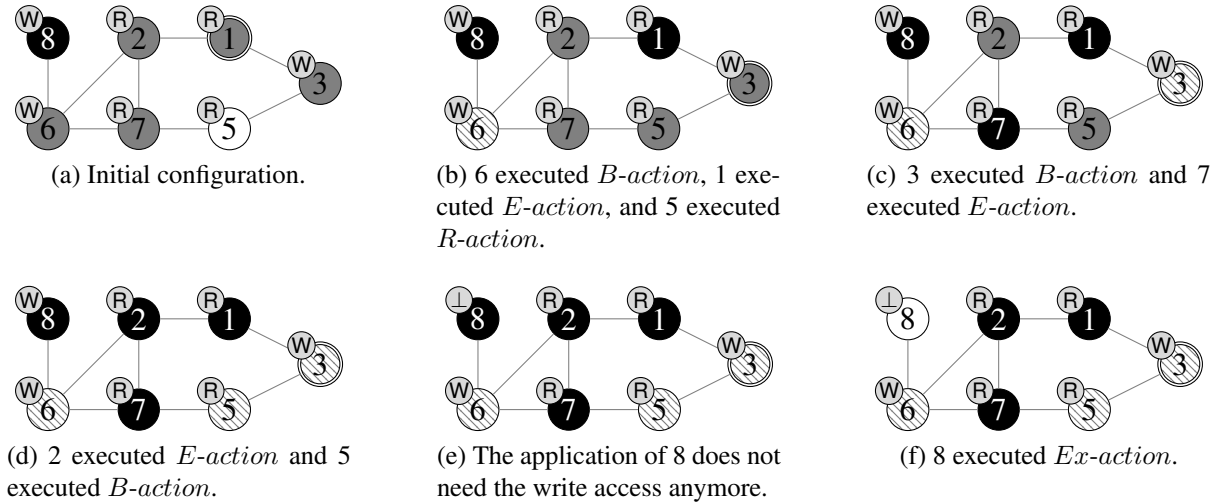 W R R
8 2 1
W
3
W R R
6 7 5
(a) Initial configuration.
W R R
8 2 1
W
3
W R R
6 7 5
(b) 6 executed B-action, 1 exe-
cuted E-action, and 5 executed
R-action.
W R R
8 2 1
W
3
W R R
6 7 5
(c) 3 executed B-action and 7
executed E-action.
W R R
8 2 1
W
3
W R R
6 7 5
(d) 2 executed E-action and 5
executed B-action.
⊥ R R
8 2 1
W
3
W R R
6 7 5
(e) The application of 8 does not
need the write access anymore.
⊥ R R
8 2 1
W
3
W R R
6 7 5
(f) 8 executed Ex-action.